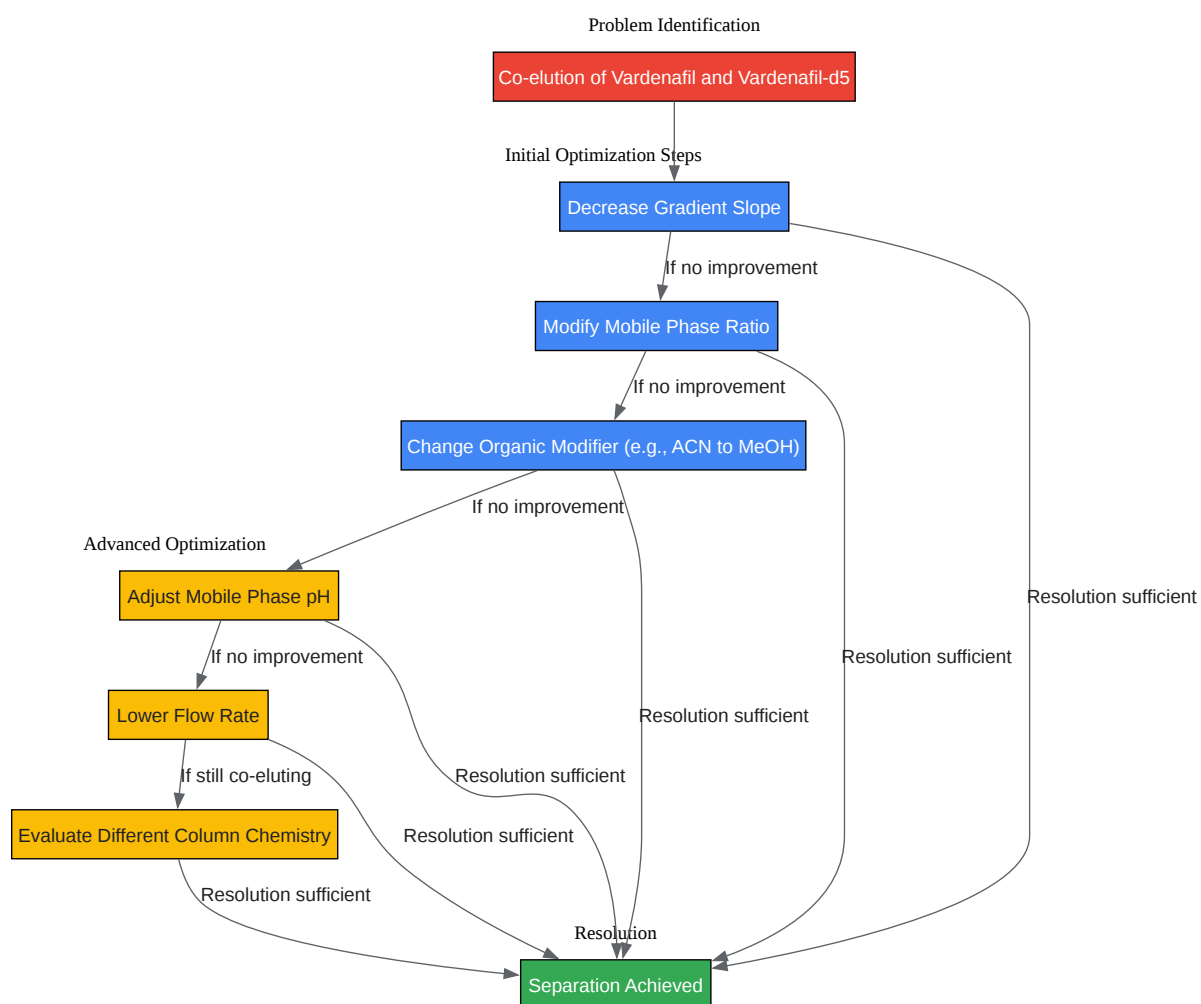 Problem Identification
Co-elution of Vardenafil and Vardenafil-d5
Initial Optimization Steps
Decrease Gradient Slope
If no improvement
Modify Mobile Phase Ratio
If no improvement
Change Organic Modifier (e.g., ACN to MeOH)
If no improvement
Advanced Optimization
Adjust Mobile Phase pH
Resolution sufficient
If no improvement
Resolution sufficient
Lower Flow Rate
Resolution sufficient
If still co-eluting
Resolution sufficient
Evaluate Different Column Chemistry
Resolution sufficient
Resolution sufficient
Resolution
Separation Achieved